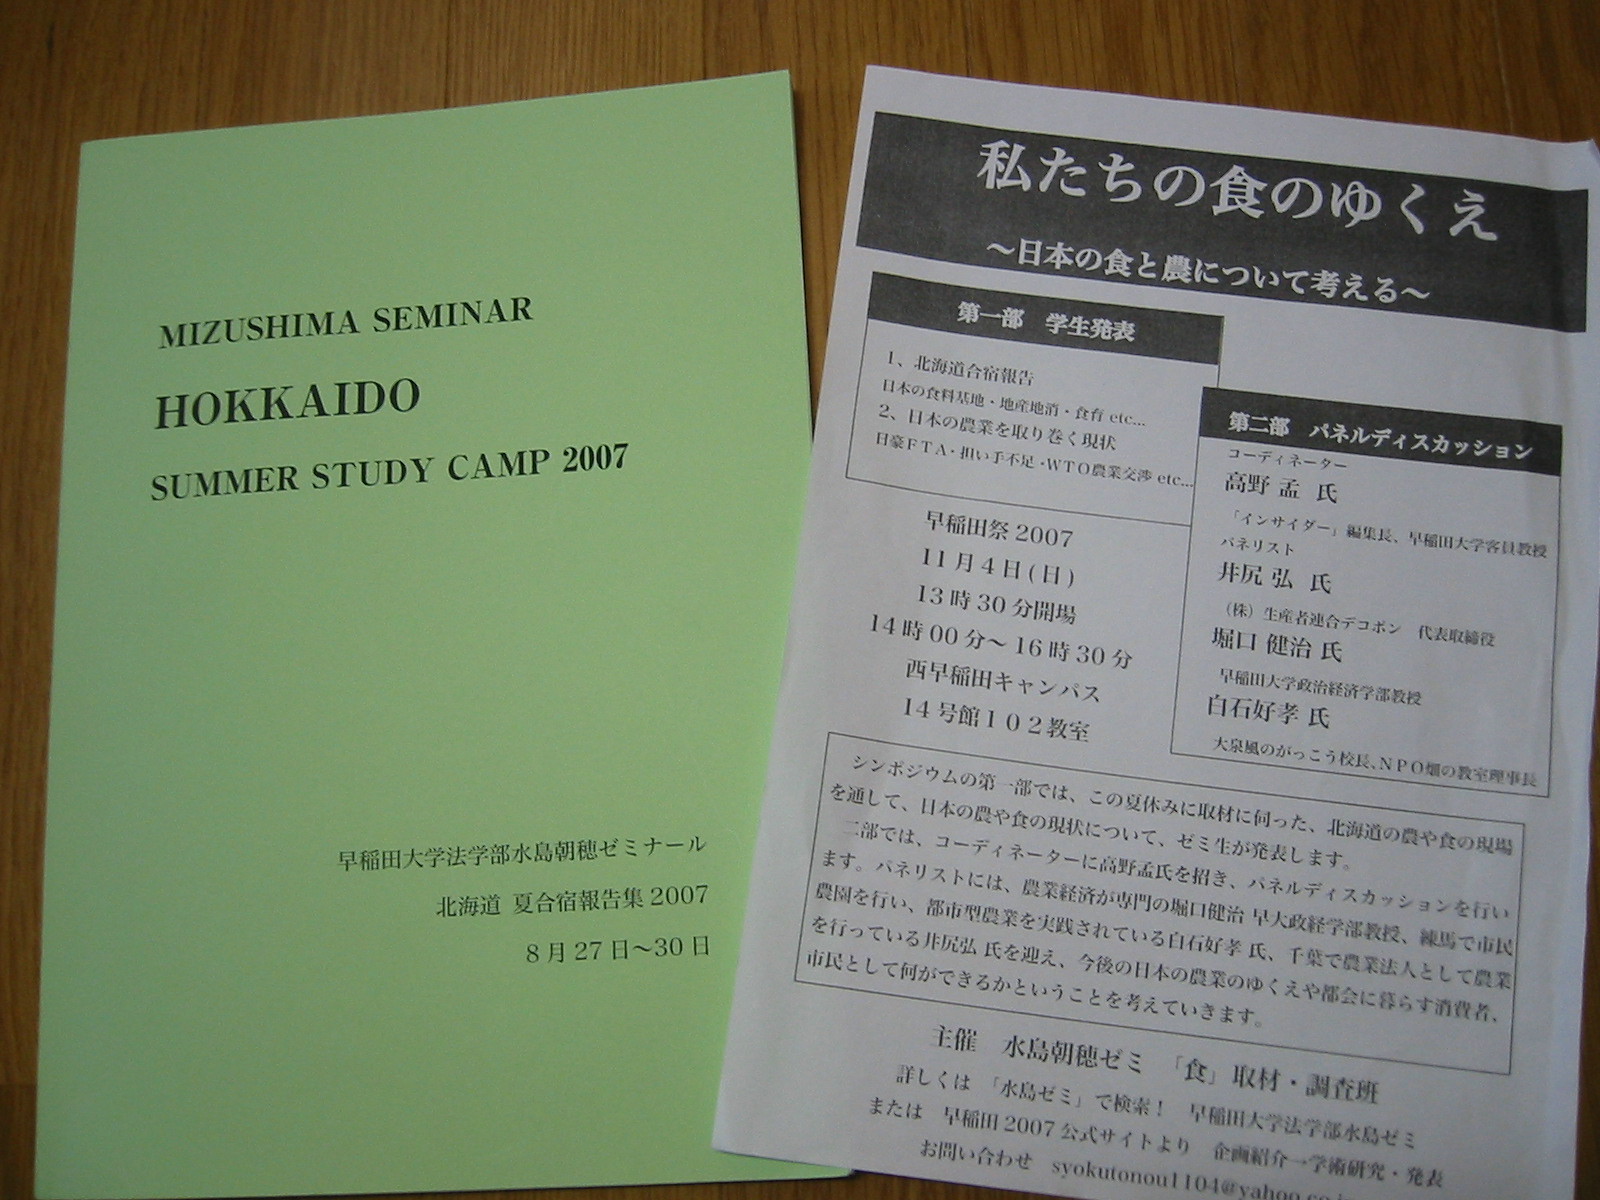 MIZUSHIMA SEMINAR
HOKKAIDO
SUMMER STUDY CAMP 2007
早稲田大学法学部水島朝穂ゼミナール
北海道 夏合宿報告集2007
8月27日～30日
私たちの食のゆくえ
～日本の食と農について考える～
第一部 学生発表
1、北海道合宿報告
日本の食料基地・地産地消・食育 etc...
2、日本の農業を取り巻く現状
日豪FTA・担い手不足・WTO農業交渉 etc...
早稲田祭2007
11月4日(日)
13時30分開場
14時00分～16時30分
西早稲田キャンパス
14号館102教室
第二部 パネルディスカッション
コーディネーター
高野 孟 氏
「インサイダー」編集長、早稲田大学客員教授
パネリスト
井尻 弘 氏
（株）生産者連合デコポン 代表取締役
堀口 健治 氏
早稲田大学政治経済学部教授
白石好孝 氏
大泉風のがっこう校長、NPO畑の教室理事長
シンポジウムの第一部では、この夏休みに取材に伺った、北海道の農や食の現場
を通して、日本の農や食の現状について、ゼミ生が発表します。
二部では、コーディネーターに高野孟氏を招き、パネルディスカッションを行い
ます。パネリストには、農業経済が専門の堀口健治 早大政経学部教授、練馬で市民
農園を行い、都市型農業を実践されている白石好孝 氏、千葉で農業法人として農業
を行っている井尻弘 氏を迎え、今後の日本の農業のゆくえや都会に暮らす消費者、
市民として何ができるかということを考えていきます。
主催 水島朝穂ゼミ 「食」取材・調査班
詳しくは 「水島ゼミ」で検索！ 早稲田大学法学部水島ゼミ
または 早稲田2007公式サイトより 企画紹介―学術研究・発表
お問い合わせ syokutonou1104@yahoo.co